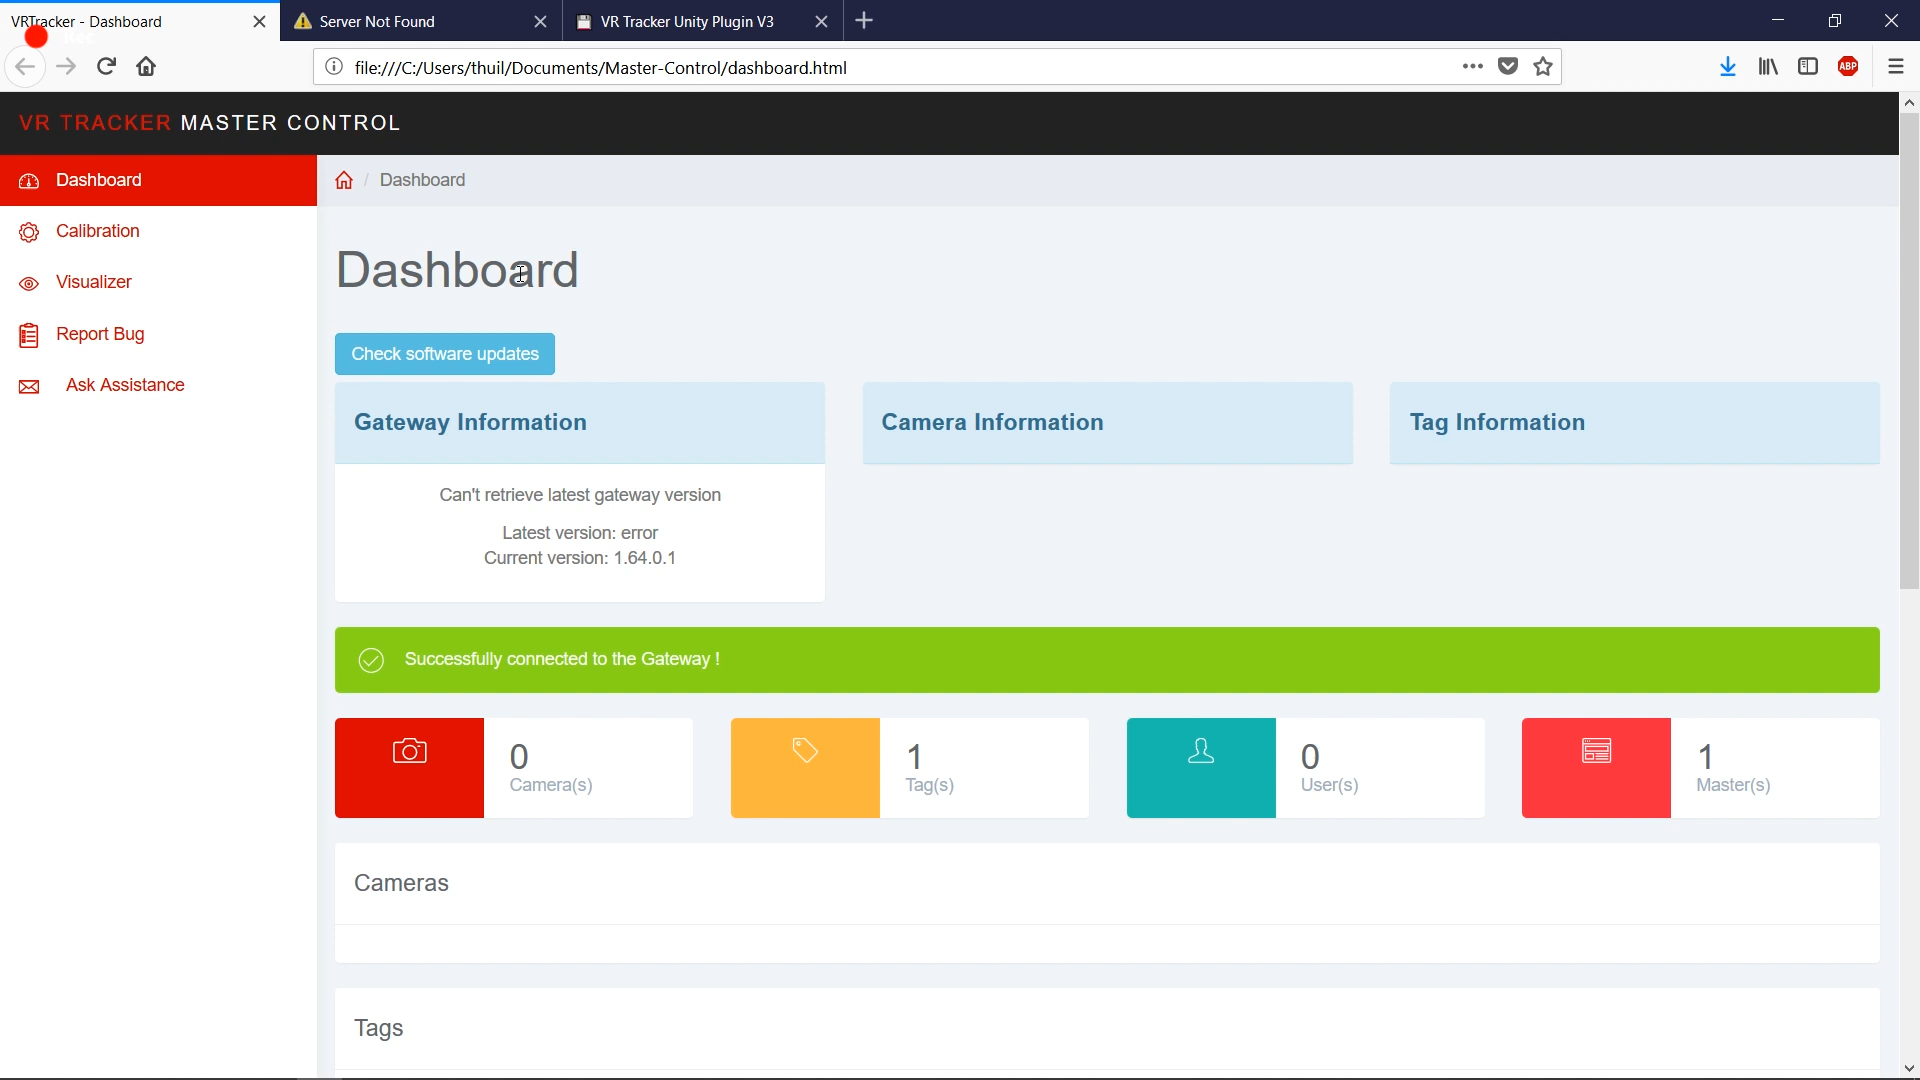 VRTracker - Dashboard
Server Not Found
VR Tracker Unity Plugin V3
file:///C:/Users/thuil/Documents/Master-Control/dashboard.html
ABP
VR TRACKER MASTER CONTROL
Dashboard
/ Dashboard
Calibration
Visualizer
Report Bug
Ask Assistance
Dashboard
Check software updates
Gateway Information
Camera Information
Tag Information
Can't retrieve latest gateway version
Latest version: error
Current version: 1.64.0.1
Successfully connected to the Gateway !
0
Camera(s)
1
Tag(s)
0
User(s)
1
Master(s)
Cameras
Tags